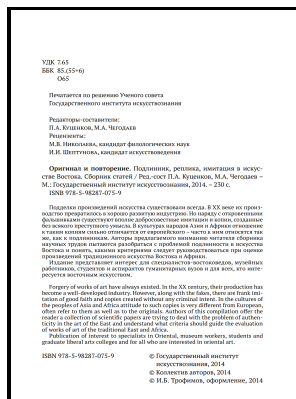 УДК 7.65
ББК 85.(55+6)
О65
Печатается по решению Ученого совета
Государственного института искусствознания
Редакторы-составители:
П.А. Куценков, М.А. Чегодаев
Рецензенты:
М.В. Николаева, кандидат филологических наук
И.И. Шептунова, кандидат искусствоведения
Оригинал и повторение. Подлинник, реплика, имитация в искус-
стве Востока. Сборник статей / Ред.-сост П.А. Куценков, М.А. Чегодаев –
М.: Государственный институт искусствознания, 2014. – 230 с.
ISNB 978-5-98287-075-9
Подделка произведений искусства существовали всегда. В XX веке их произ-
водство превратилось в хорошо развитую индустрию. Но наряду с откровенными
фальшивками существуют вполне добросовестные имитации и копии, созданные
без всякого преступного умысла. В культурах народов Азии и Африки отношение
к таким копиям сильно отличается от европейского – часто к ним относятся так
же, как к подлинникам. Авторы предлагаемого вниманию читателя сборника
научных трудов пытаются разобраться с проблемой подлинности в искусстве
Востока и понять, какими критериями следует руководствоваться при оценке
произведений традиционного искусства Востока и Африки.
Издание представляет интерес для специалистов-востоковедов, музейных
работников, студентов и аспирантов гуманитарных вузов и для всех, кто инте-
ресуется восточным искусством.
Forgery of works of art have always existed. In the XX century, their production has
become a well-developed industry. However, along with the fakes, there are frank imi-
tation of good faith and copies created without any criminal intent. In the cultures of
the peoples of Asia and Africa attitude to such copies is very different from European,
often refer to them as well as to the originals. Authors of this compilation offer the
reader a collection of scientific papers are trying to deal with the problem of authen-
ticity in the art of the East and understand what criteria should guide the evaluation
of works of art of the traditional East and Africa.
Publication of interest to specialists in Oriental, museum workers, students and
graduate liberal arts colleges and for all who are interested in oriental art.
ISBN 978-5-98287-075-9
© Государственный институт
искусствознания, 2014
© Коллектив авторов, 2014
© И.Б. Трофимов, оформление, 2014